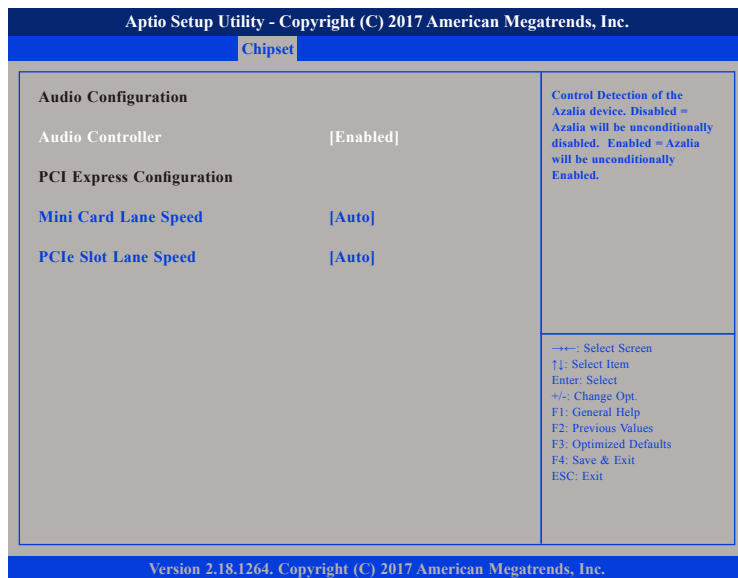 Aptio Setup Utility - Copyright (C) 2017 American Megatrends, Inc.
Chipset
Audio Configuration
Audio Controller [Enabled]
PCI Express Configuration
Mini Card Lane Speed [Auto]
PCIe Slot Lane Speed [Auto]
Control Detection of the
Azalia device. Disabled =
Azalia will be unconditionally
disabled. Enabled = Azalia
will be unconditionally
Enabled.
→←: Select Screen
↑↓: Select Item
Enter: Select
+/-: Change Opt.
F1: General Help
F2: Previous Values
F3: Optimized Defaults
F4: Save & Exit
ESC: Exit
Version 2.18.1264. Copyright (C) 2017 American Megatrends, Inc.